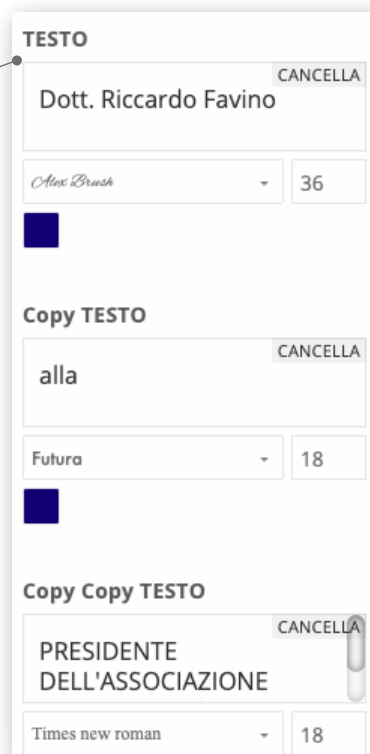 TESTO
CANCELLA
Dott. Riccardo Favino
Alex Brush
36
Copy TESTO
CANCELLA
alla
Futura
18
Copy Copy TESTO
CANCELLA
PRESIDENTE
DELL'ASSOCIAZIONE
Times new roman
18